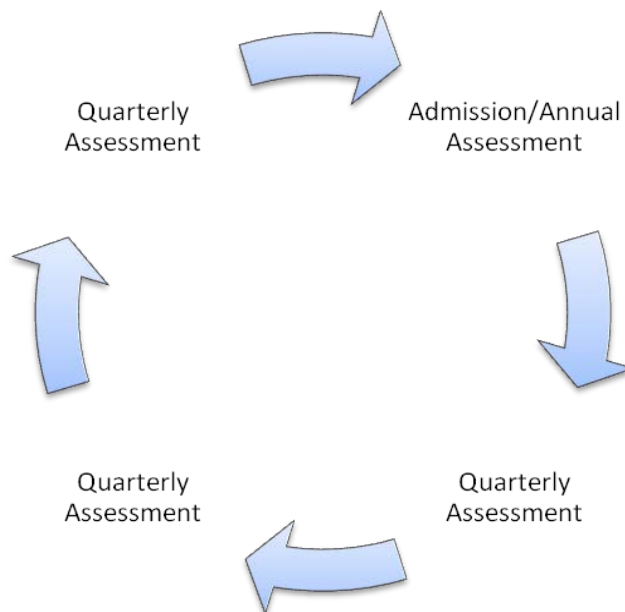 Quarterly
Assessment
Admission/Annual
Assessment
Quarterly
Assessment
Quarterly
Assessment